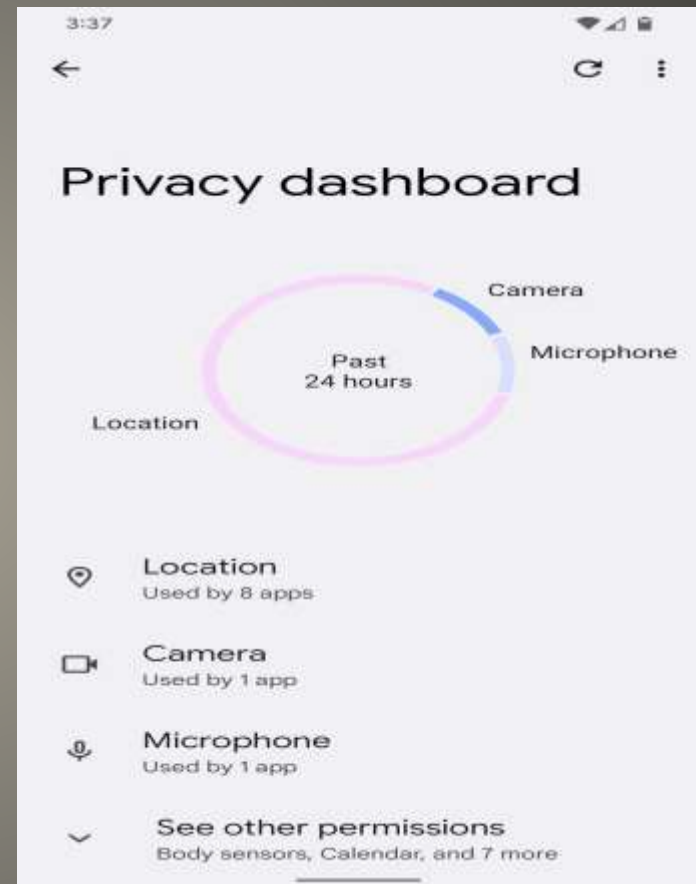 3:37
Privacy dashboard
Camera
Microphone
Past
24 hours
Location
Location
Used by 8 apps
Camera
Used by 1 app
Microphone
Used by 1 app
See other permissions
Body sensors, Calendar, and 7 more